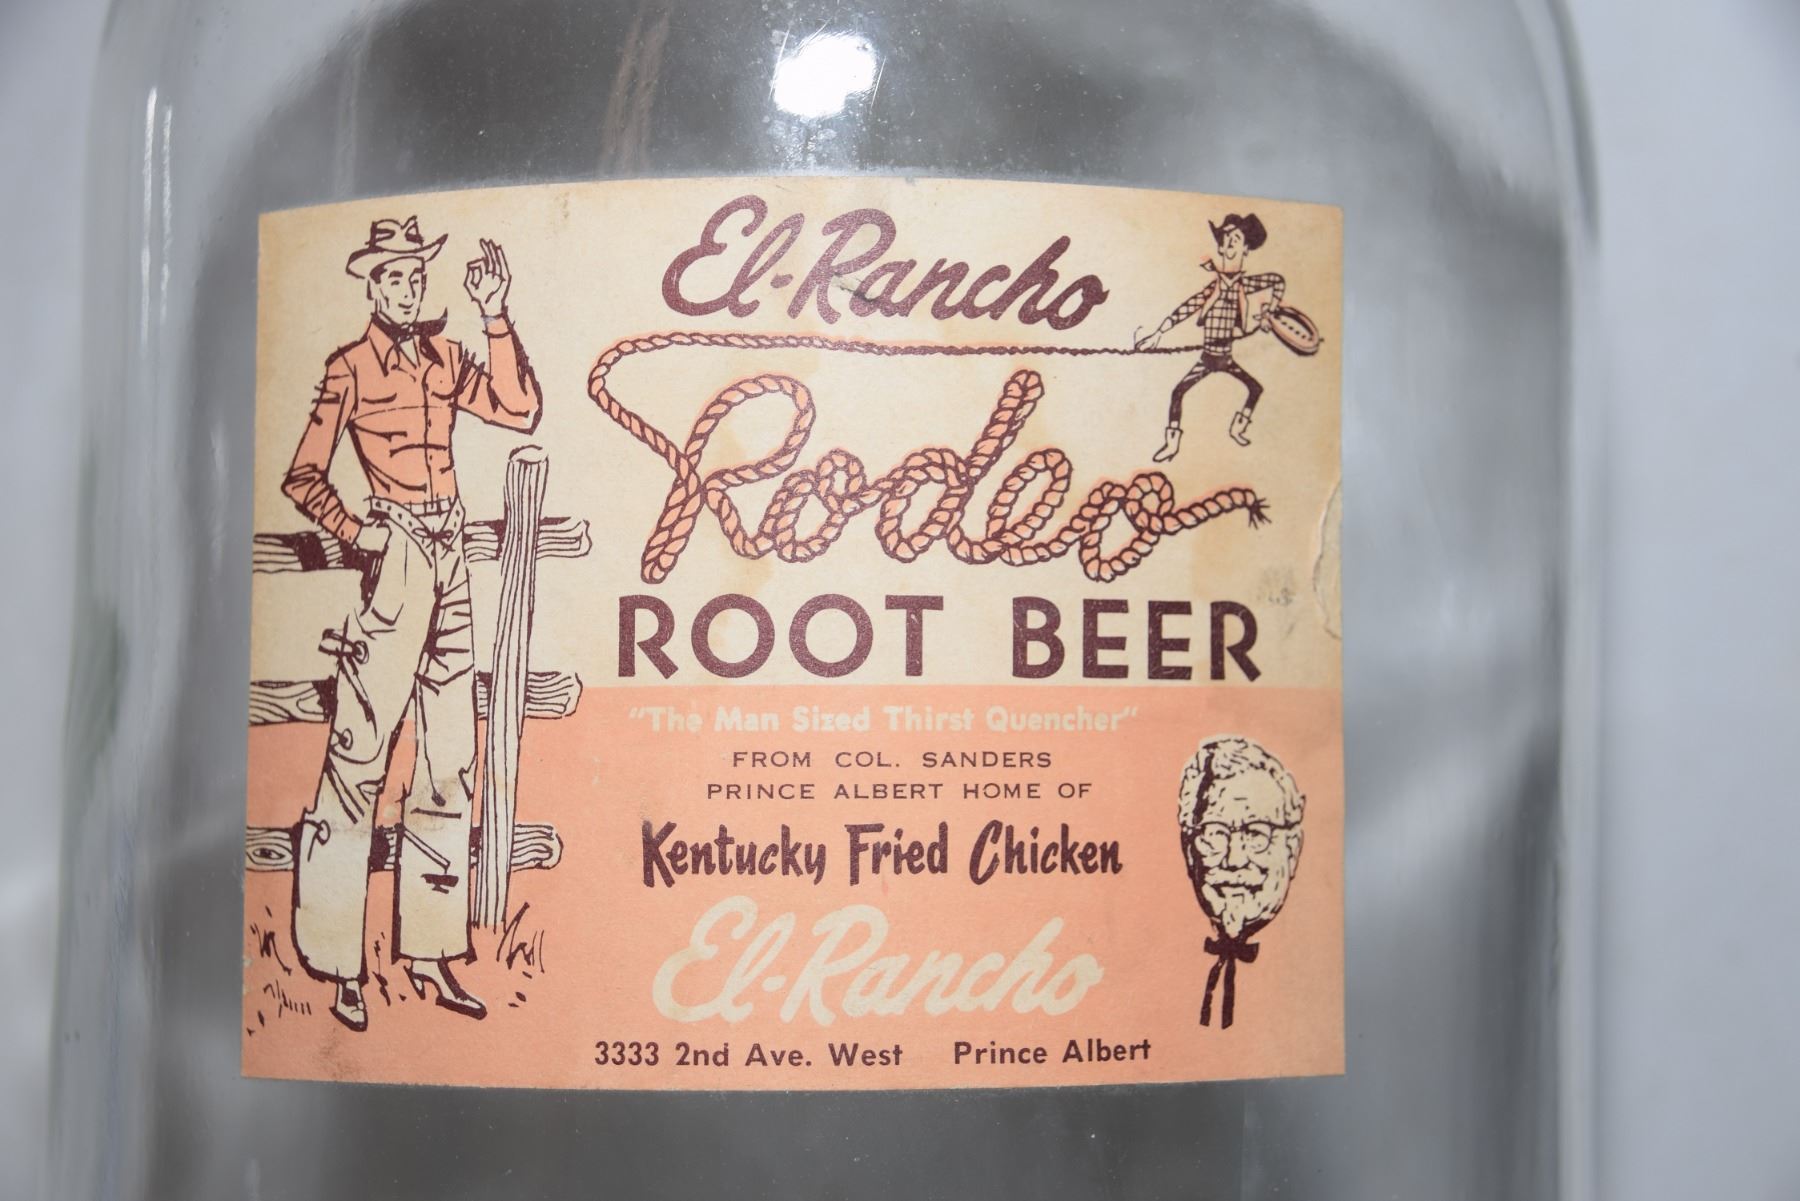 El-Rancho
Rodeo
ROOT BEER
"The Man Sized Thirst Quencher"
FROM COL. SANDERS
PRINCE ALBERT HOME OF
Kentucky Fried Chicken
El-Rancho
3333 2nd Ave. West Prince Albert